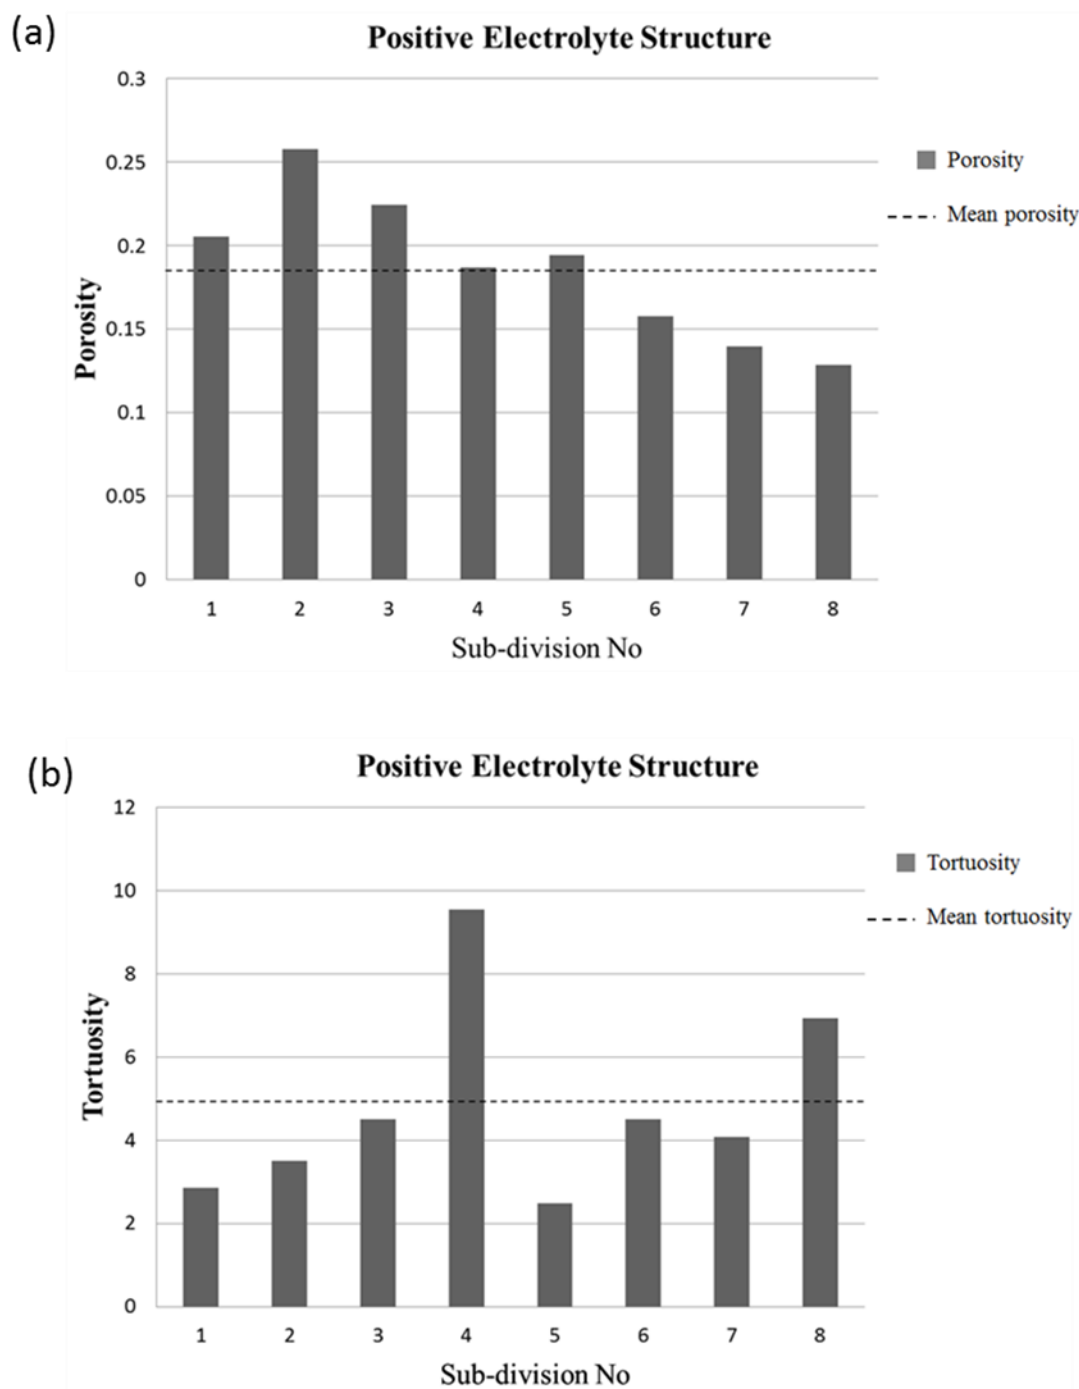 (a)
Positive Electrolyte Structure
0.3
0.25
0.2
0.15
0.1
0.05
0
Porosity
Porosity
Mean porosity
1 2 3 4 5 6 7 8
Sub-division No
(b)
Positive Electrolyte Structure
12
10
8
6
4
2
0
Tortuosity
Tortuosity
Mean tortuosity
1 2 3 4 5 6 7 8
Sub-division No